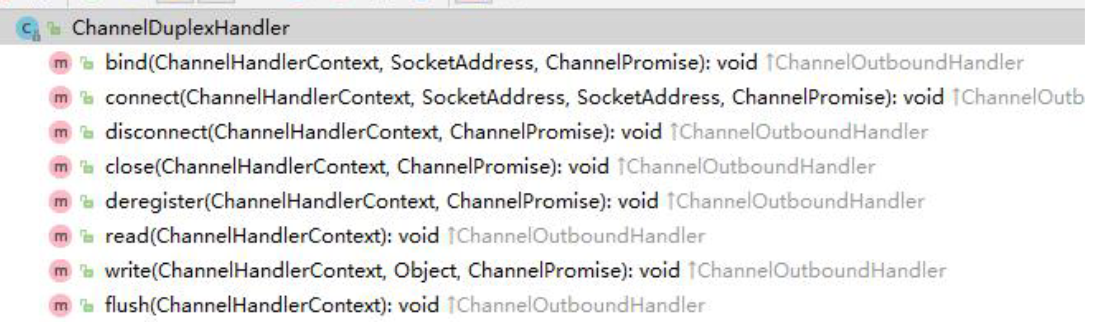 ChannelDuplexHandler
bind(ChannelHandlerContext, SocketAddress, ChannelPromise): void ↑ChannelOutboundHandler
connect(ChannelHandlerContext, SocketAddress, SocketAddress, ChannelPromise): void ↑ChannelOutb
disconnect(ChannelHandlerContext, ChannelPromise): void ↑ChannelOutboundHandler
close(ChannelHandlerContext, ChannelPromise): void ↑ChannelOutboundHandler
deregister(ChannelHandlerContext, ChannelPromise): void ↑ChannelOutboundHandler
read(ChannelHandlerContext): void ↑ChannelOutboundHandler
write(ChannelHandlerContext, Object, ChannelPromise): void ↑ChannelOutboundHandler
flush(ChannelHandlerContext): void ↑ChannelOutboundHandler